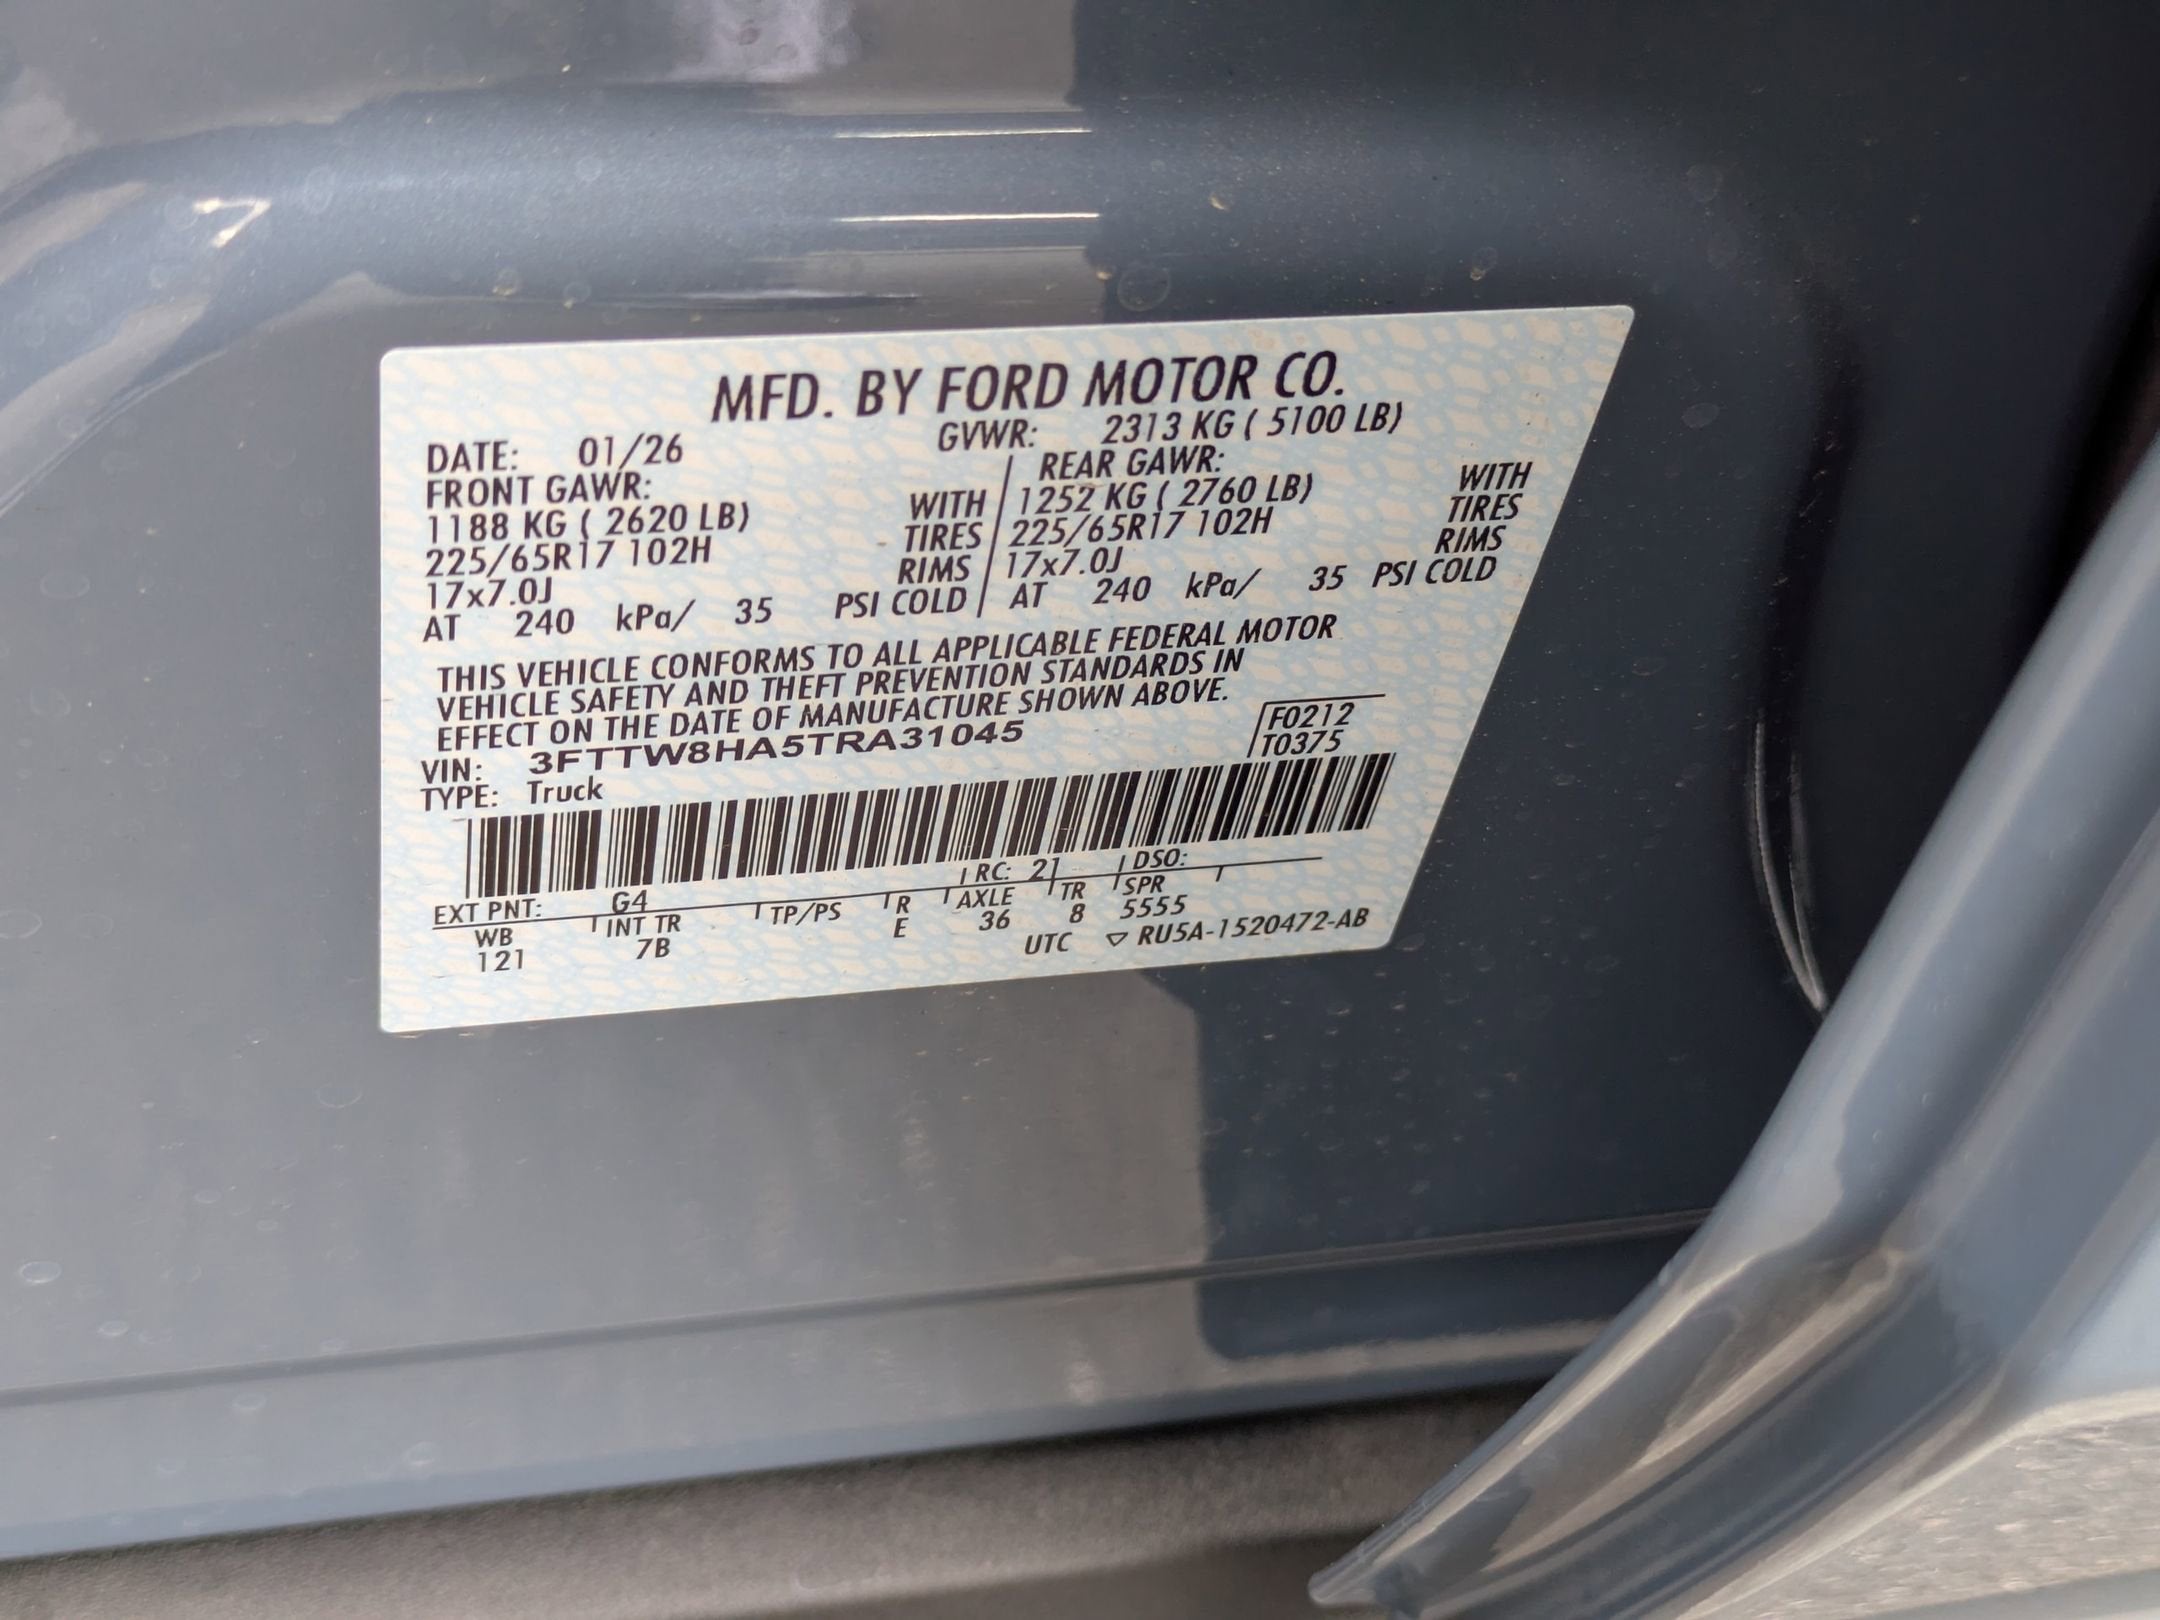 MFD. BY FORD MOTOR CO.
DATE: 01/26 GVWR: 2313 KG ( 5100 LB)
FRONT GAWR: REAR GAWR:
1188 KG ( 2620 LB) WITH 1252 KG ( 2760 LB) WITH
225/65R17 102H TIRES 225/65R17 102H TIRES
17x7.0J RIMS 17x7.0J RIMS
AT 240 kPa/ 35 PSI COLD AT 240 kPa/ 35 PSI COLD
THIS VEHICLE CONFORMS TO ALL APPLICABLE FEDERAL MOTOR
VEHICLE SAFETY AND THEFT PREVENTION STANDARDS IN
EFFECT ON THE DATE OF MANUFACTURE SHOWN ABOVE.
VIN: 3FTTW8HA5TRA31045 F0212
TYPE: Truck T0375
EXT PNT: G4 RC: 21 DSO:
WB INT TR TP/PS R AXLE TR SPR
121 7B E 36 8 5555
UTC ▽ RU5A-1520472-AB